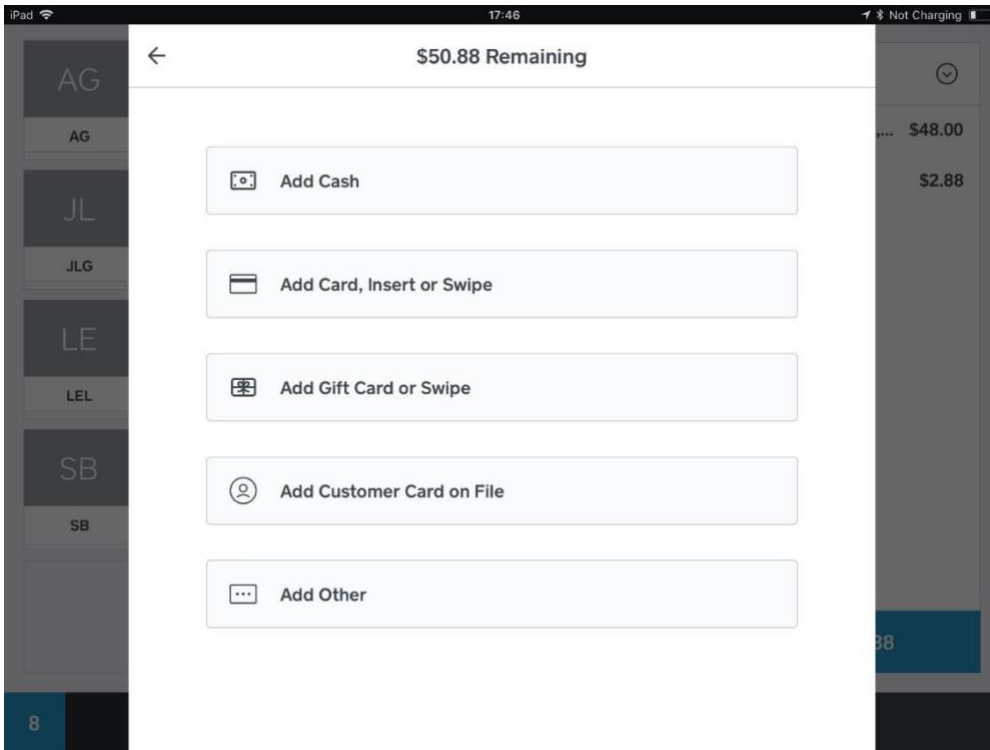 iPad 17:46 Not Charging
$50.88 Remaining
AG
AG
JL
JLG
LE
LEL
SB
SB
Add Cash
Add Card, Insert or Swipe
Add Gift Card or Swipe
Add Customer Card on File
Add Other
,... $48.00
$2.88
88
8